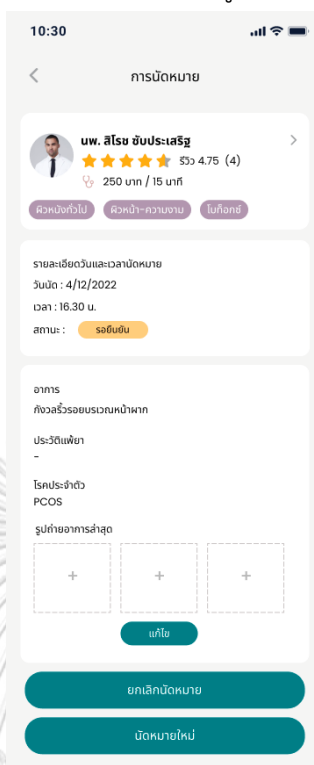 10:30
การนัดหมาย
นพ. สิโรช ซับประเสริฐ
รีวิว 4.75 (4)
250 บาท / 15 นาที
ผิวหนังทั่วไป ผิวหน้า-ความงาม โบท็อกซ์
รายละเอียดวันและเวลานัดหมาย
วันนัด : 4/12/2022
เวลา : 16.30 น.
สถานะ : รอยืนยัน
อาการ
กังวลริ้วรอยบริเวณหน้าผาก
ประวัติแพ้ยา
-
โรคประจำตัว
PCOS
รูปถ่ายอาการล่าสุด
+ + +
แก้ไข
ยกเลิกนัดหมาย
นัดหมายใหม่